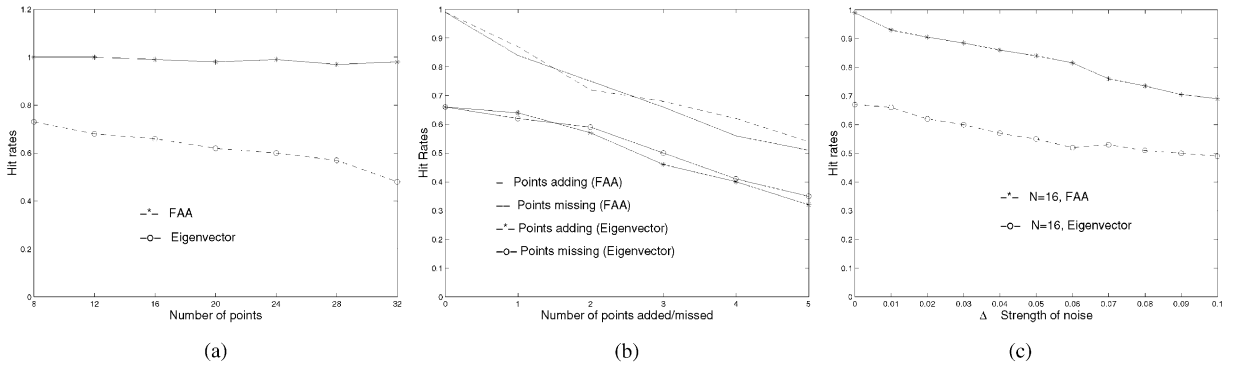 1.2
1
0.8
0.6
0.4
0.2
0
Hit rates
FAA
Eigenvector
8 12 16 20 24 28 32
Number of points
(a)
1
0.9
0.8
0.7
0.6
0.5
0.4
0.3
0.2
0.1
0
Hit Rates
Points adding (FAA)
Points missing (FAA)
Points adding (Eigenvector)
Points missing (Eigenvector)
0 1 2 3 4 5
Number of points added/missed
(b)
1
0.9
0.8
0.7
0.6
0.5
0.4
0.3
0.2
0.1
0
Hit rates
N=16, FAA
N=16, Eigenvector
0 0.01 0.02 0.03 0.04 0.05 0.06 0.07 0.08 0.09 0.1
Δ Strength of noise
(c)